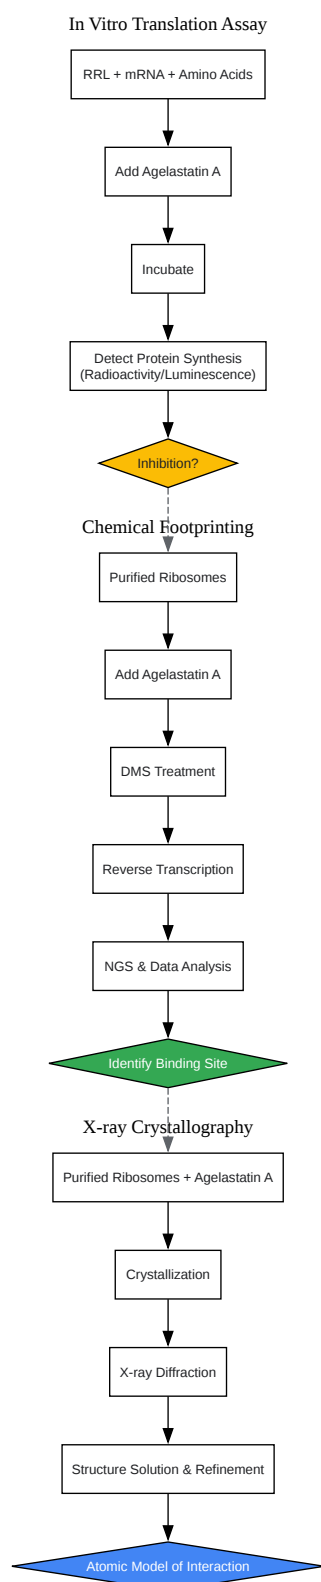 In Vitro Translation Assay
RRL + mRNA + Amino Acids
Add Agelastatin A
Incubate
Detect Protein Synthesis
(Radioactivity/Luminescence)
Inhibition?
Chemical Footprinting
Purified Ribosomes
Add Agelastatin A
DMS Treatment
Reverse Transcription
NGS & Data Analysis
Identify Binding Site
X-ray Crystallography
Purified Ribosomes + Agelastatin A
Crystallization
X-ray Diffraction
Structure Solution & Refinement
Atomic Model of Interaction